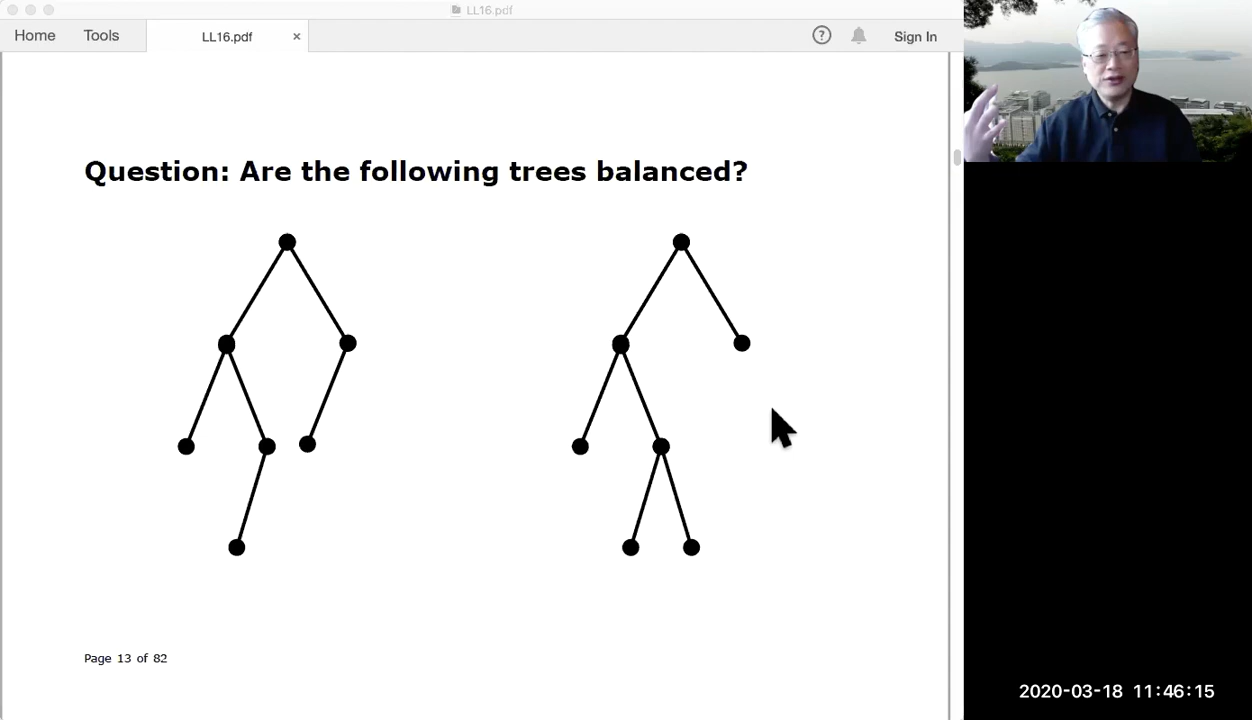 LL16.pdf
Home Tools LL16.pdf × ? Sign In
Question: Are the following trees balanced?
Page 13 of 82
2020-03-18 11:46:15